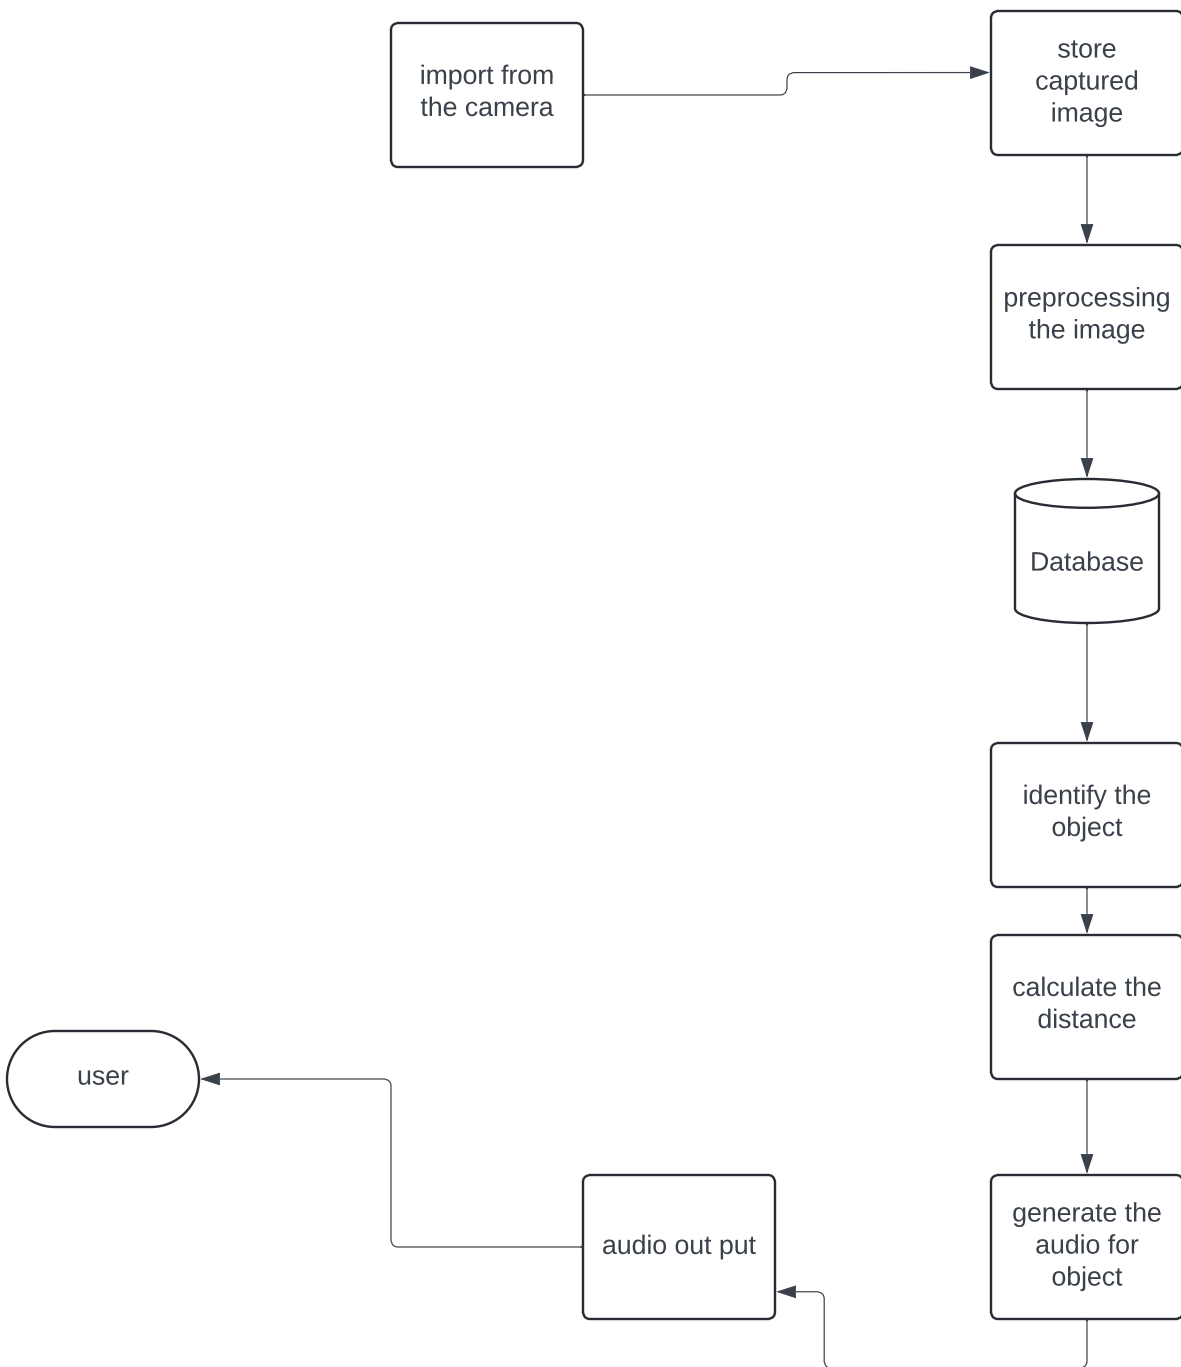 import from
the camera
store
captured
image
preprocessing
the image
Database
identify the
object
calculate the
distance
generate the
audio for
object
audio out put
user